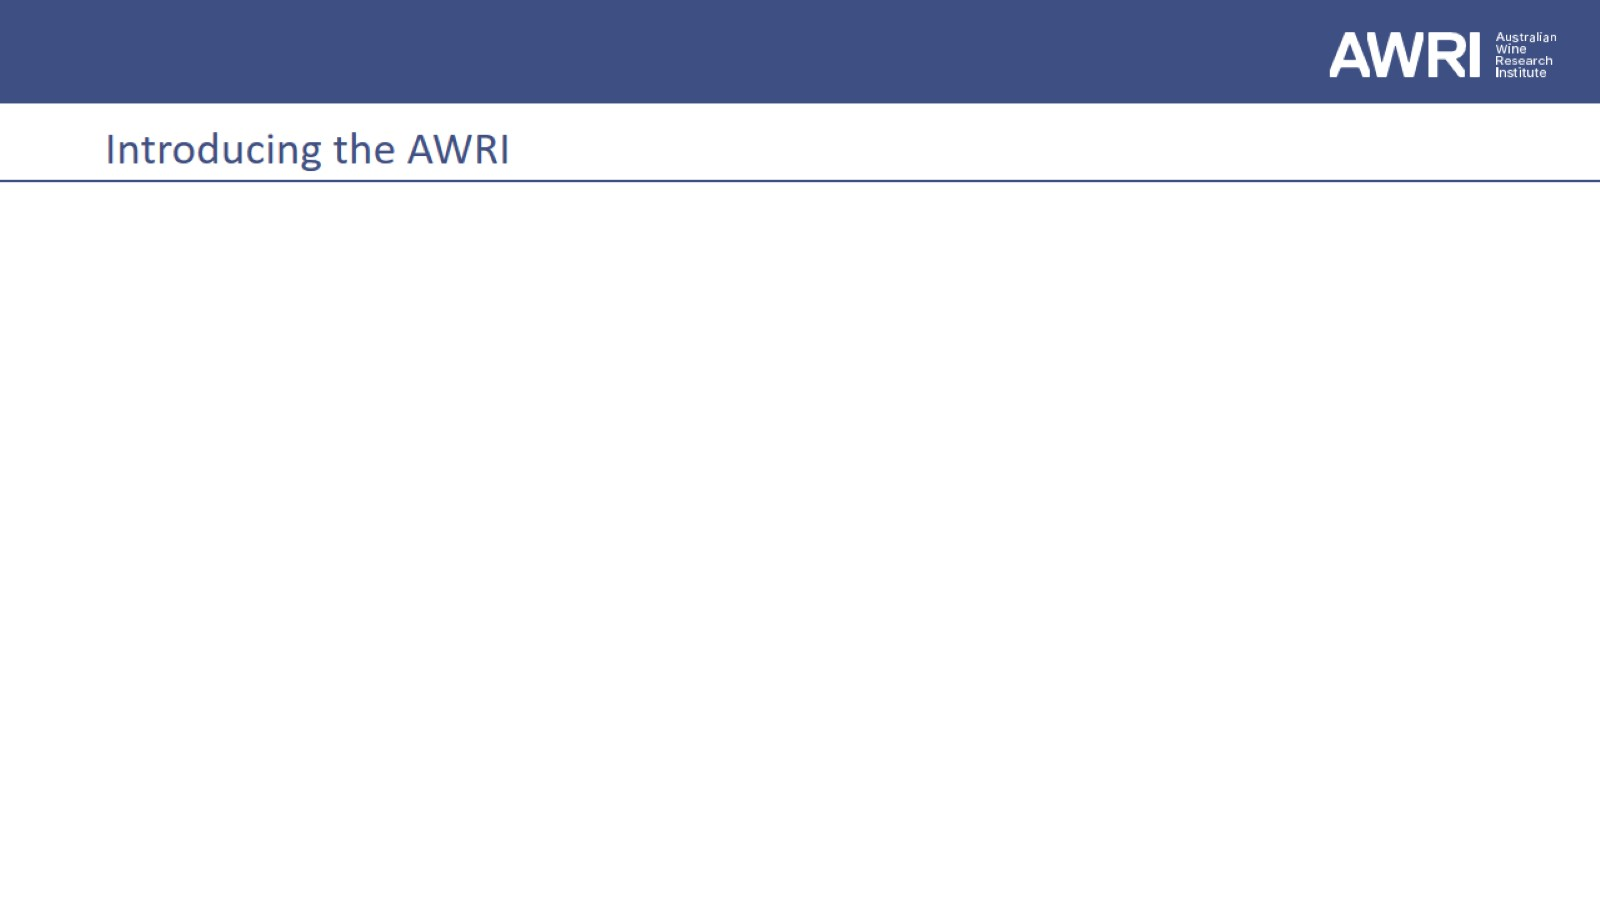 AWRI
Australian
Wine
Research
Institute
Introducing the AWRI